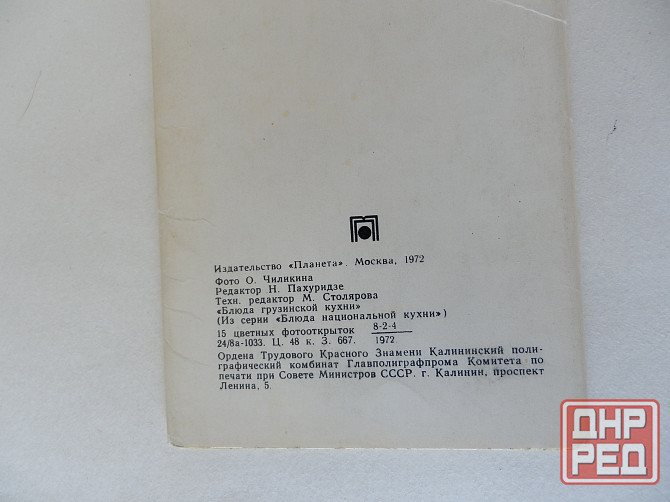 Издательство «Планета». Москва, 1972
Фото О. Чиликина
Редактор Н. Пахуридзе
Техн. редактор М. Столярова
«Блюда грузинской кухни»
(Из серии «Блюда национальной кухни»)
15 цветных фотооткрыток 8-2-4
24/8а-1033. Ц. 48 к. З. 667. 1972
Ордена Трудового Красного Знамени Калининский поли-
графический комбинат Главполиграфпрома Комитета по
печати при Совете Министров СССР. г. Калинин, проспект
Ленина, 5.
ДНР
РЕД